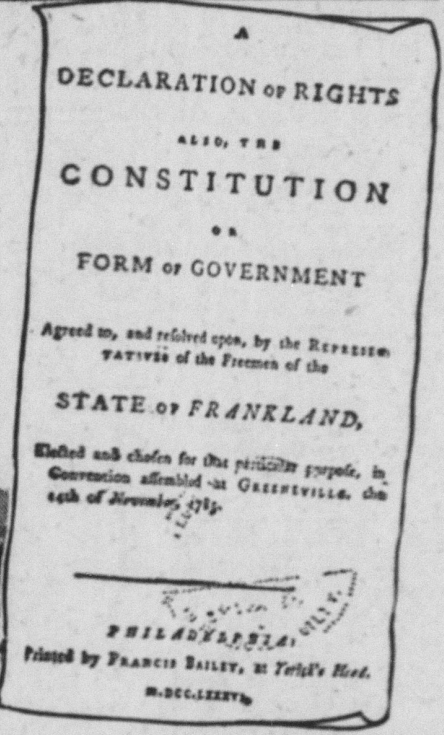 A
DECLARATION OF RIGHTS
ALSO, THE
CONSTITUTION
OR
FORM OF GOVERNMENT
Agreed to, and reſolved upon, by the REPRESEN-
TATIVES of the Freemen of the
STATE OF FRANKLAND,
Elected and choſen for that particular purpoſe, in
Convention aſſembled at GREENEVILLE, the
14th of November, 1785.
PHILADELPHIA:
Printed by FRANCIS BAILEY, at Yorick's Head.
M.DCC.LXXXVI.